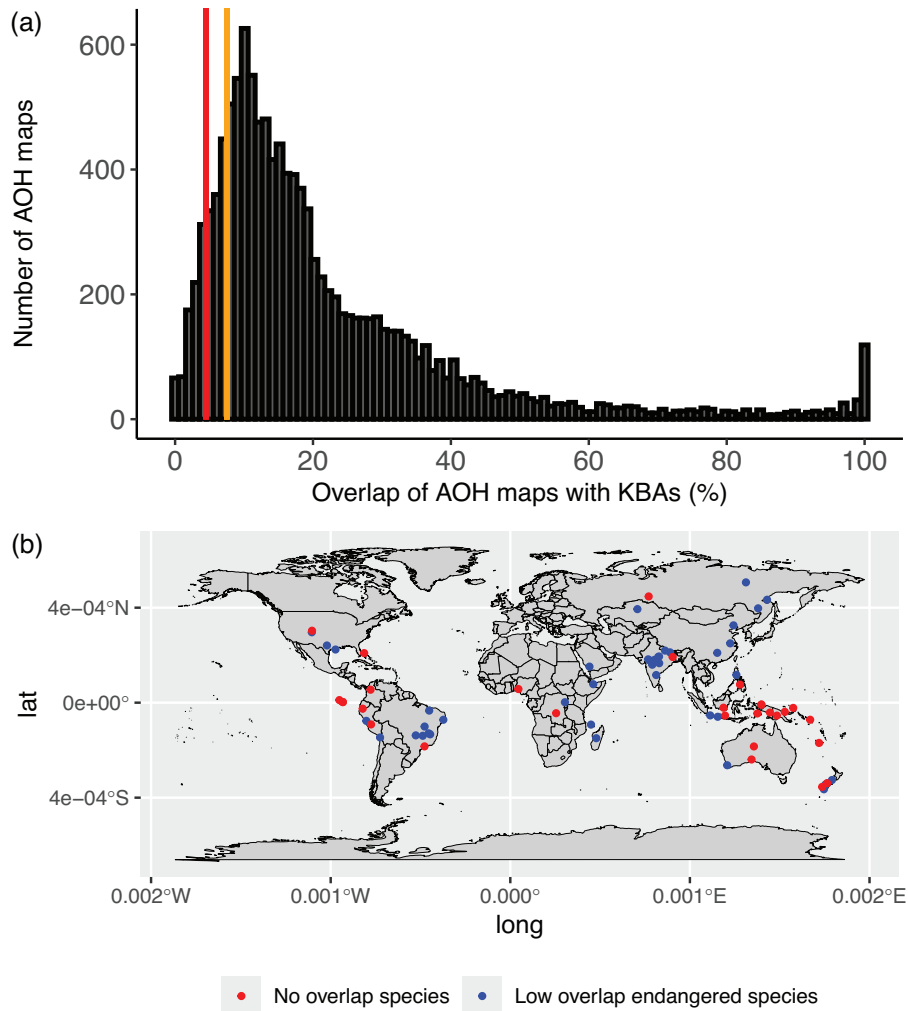 (a)
Number of AOH maps
600
400
200
0
0 20 40 60 80 100
Overlap of AOH maps with KBAs (%)
(b)
lat
4e−04°N
0e+00°
4e−04°S
0.002°W 0.001°W 0.000° 0.001°E 0.002°E
long
No overlap species Low overlap endangered species